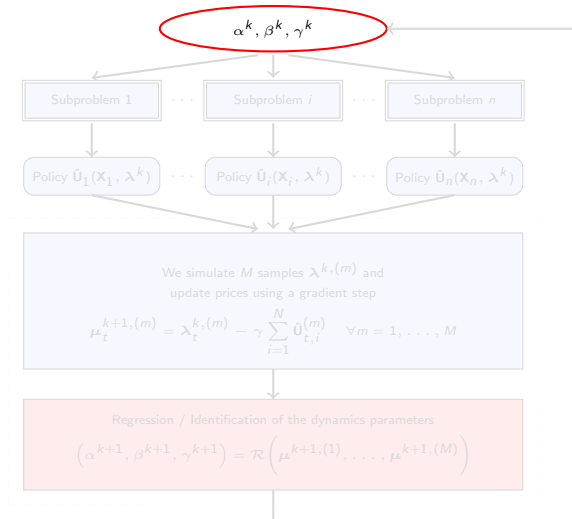 α^k, β^k, γ^k
Subproblem 1 · · · Subproblem i · · · Subproblem n
Policy Û_1(X_1, λ^k) · · · Policy Û_i(X_i, λ^k) · · · Policy Û_n(X_n, λ^k)
We simulate M samples λ^{k,(m)} and
update prices using a gradient step
μ_t^{k+1,(m)} = λ_t^{k,(m)} − γ ∑_{i=1}^{N} Û_{t,i}^{(m)} ∀m = 1, . . . , M
Regression / Identification of the dynamics parameters
(α^{k+1}, β^{k+1}, γ^{k+1}) = R(μ^{k+1,(1)}, . . . , μ^{k+1,(M)})